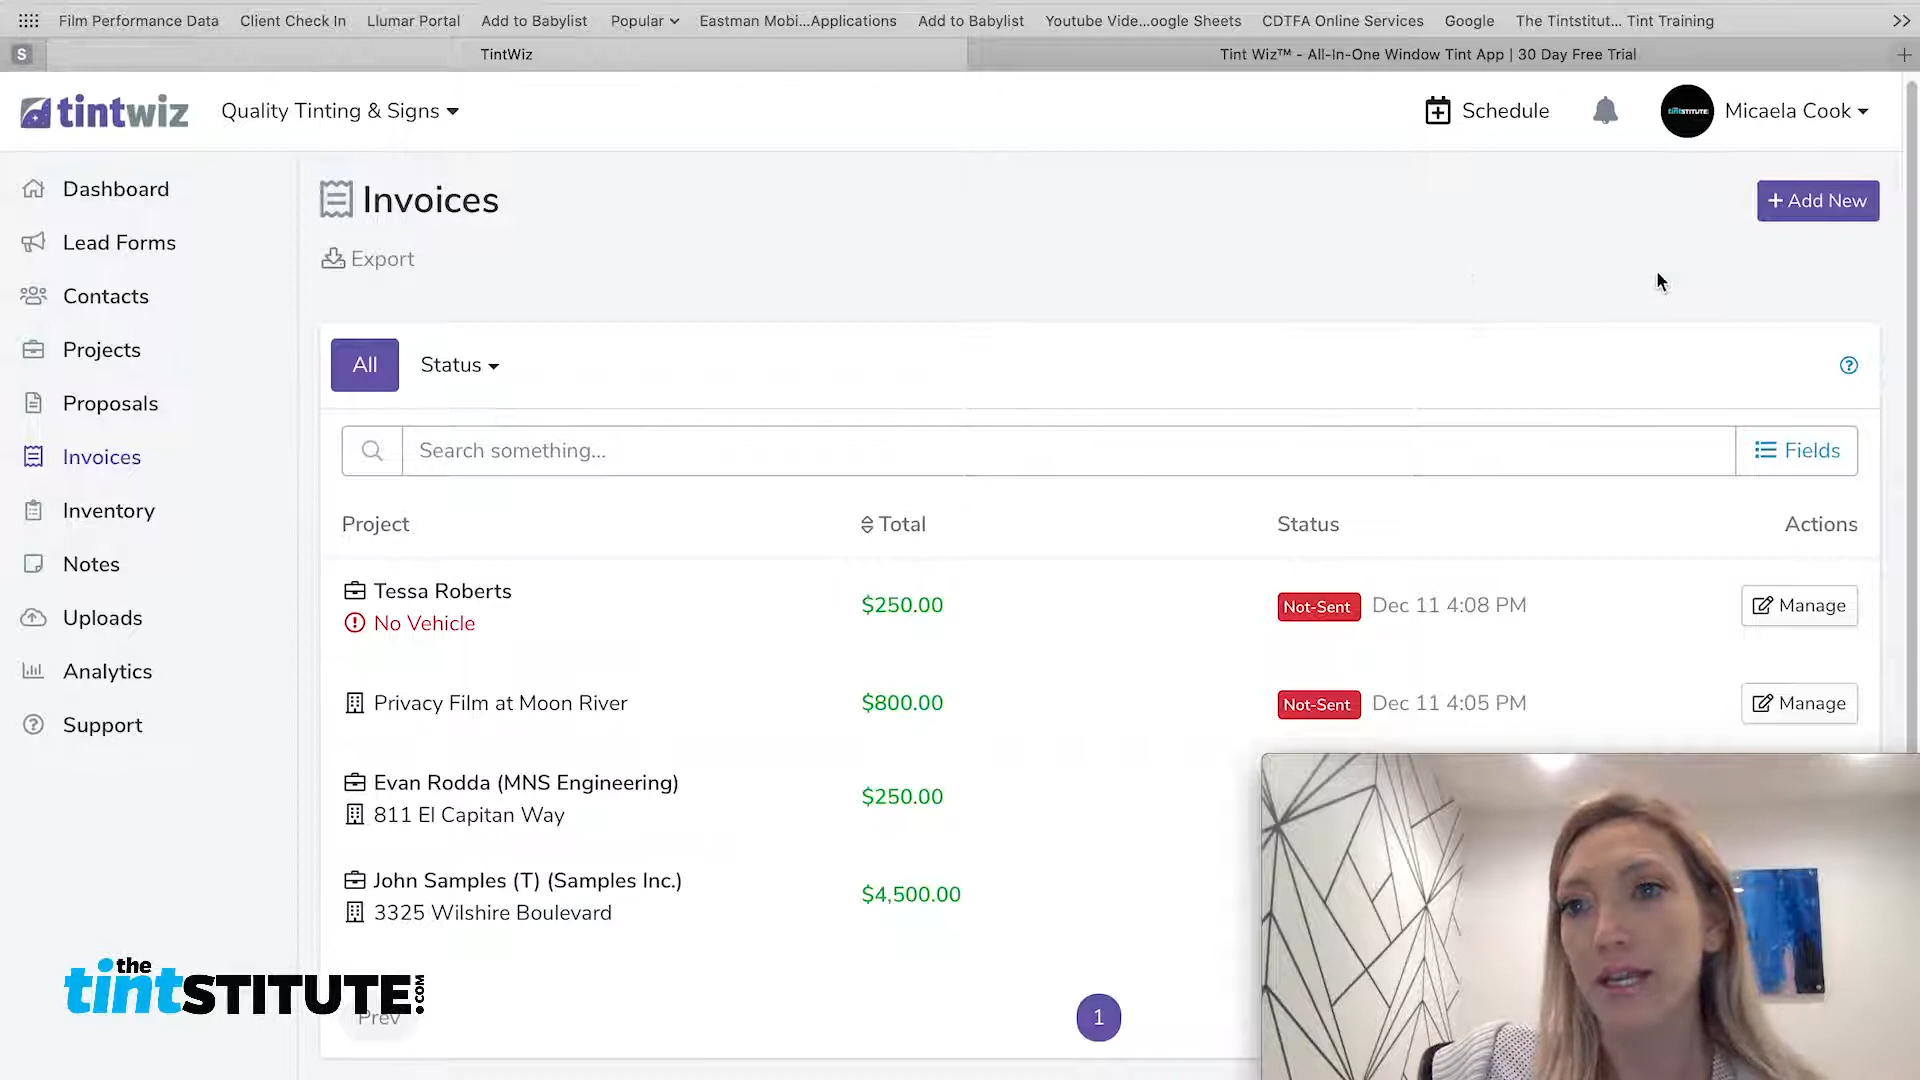 Film Performance Data Client Check In Llumar Portal Add to Babylist Popular Eastman Mobi...Applications Add to Babylist Youtube Vide...oogle Sheets CDTFA Online Services Google The Tintstitut... Tint Training
S TintWiz Tint Wiz™ - All-In-One Window Tint App | 30 Day Free Trial
tintwiz Quality Tinting & Signs Schedule tintSTITUTE Micaela Cook
Dashboard
Lead Forms
Contacts
Projects
Proposals
Invoices
Inventory
Notes
Uploads
Analytics
Support
Invoices
+ Add New
Export
All Status
Search something... Fields
Project Total Status Actions
Tessa Roberts
No Vehicle
$250.00 Not-Sent Dec 11 4:08 PM Manage
Privacy Film at Moon River $800.00 Not-Sent Dec 11 4:05 PM Manage
Evan Rodda (MNS Engineering)
811 El Capitan Way
$250.00
John Samples (T) (Samples Inc.)
3325 Wilshire Boulevard
$4,500.00
the
tintSTITUTE.COM
Prev 1